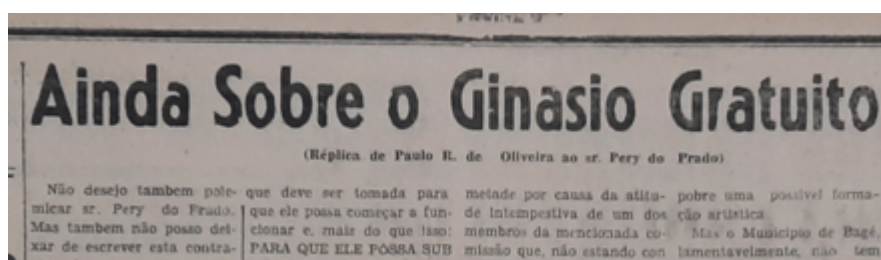 Ainda Sobre o Ginasio Gratuito
(Réplica de Paulo R. de Oliveira ao sr. Pery do Prado)
Não desejo tambem pole-
micar sr. Pery do Prado.
Mas tambem não posso dei-
xar de escrever esta contra-
que deve ser tomada para
que ele possa começar a fun-
cionar e, mais do que isso:
PARA QUE ELE POSSA SUB
metade por causa da atitu-
de intempestiva de um dos
membros da mencionada co-
missão que, não estando con
pobre uma possivel forma-
ção artistica.
Mas o Municipio de Bagé,
lamentavelmente, não tem